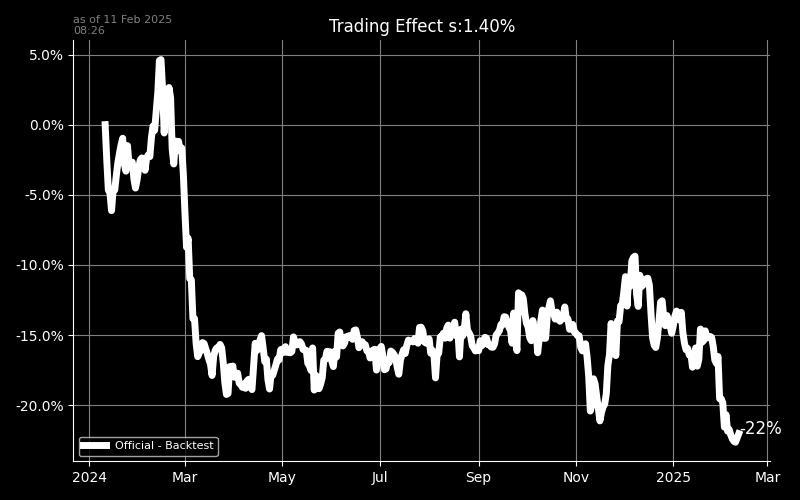 as of 11 Feb 2025
08:26
Trading Effect s:1.40%
5.0%
0.0%
-5.0%
-10.0%
-15.0%
-20.0%
-22%
Official - Backtest
2024 Mar May Jul Sep Nov 2025 Mar